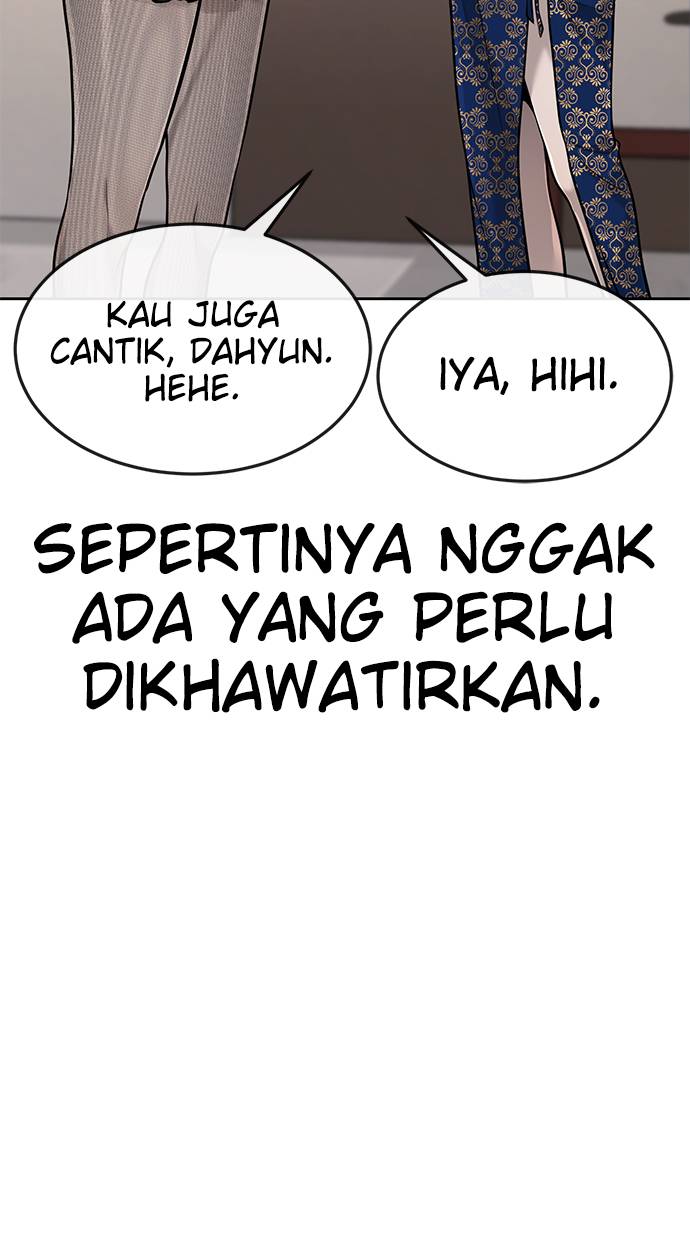 KAU JUGA
CANTIK, DAHYUN.
HEHE.
IYA, HIHI.
SEPERTINYA NGGAK
ADA YANG PERLU
DIKHAWATIRKAN.